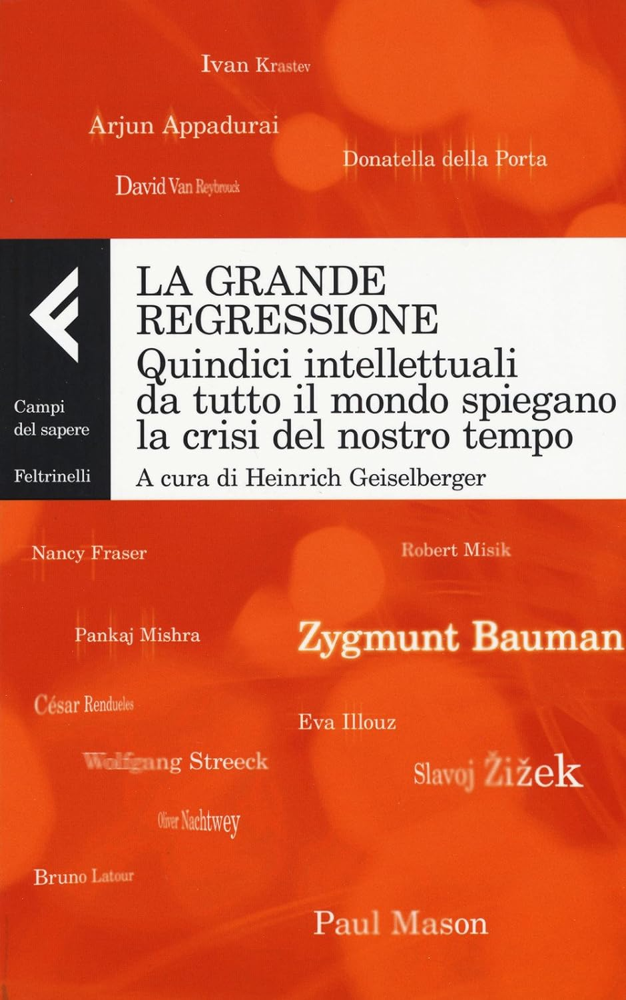 Ivan Krastev
Arjun Appadurai
Donatella della Porta
David Van Reybrouck
LA GRANDE
REGRESSIONE
Quindici intellettuali
da tutto il mondo spiegano
la crisi del nostro tempo
A cura di Heinrich Geiselberger
Campi
del sapere
Feltrinelli
Nancy Fraser
Robert Misik
Pankaj Mishra
Zygmunt Bauman
César Rendueles
Eva Illouz
Wolfgang Streeck
Slavoj Žižek
Oliver Nachtwey
Bruno Latour
Paul Mason